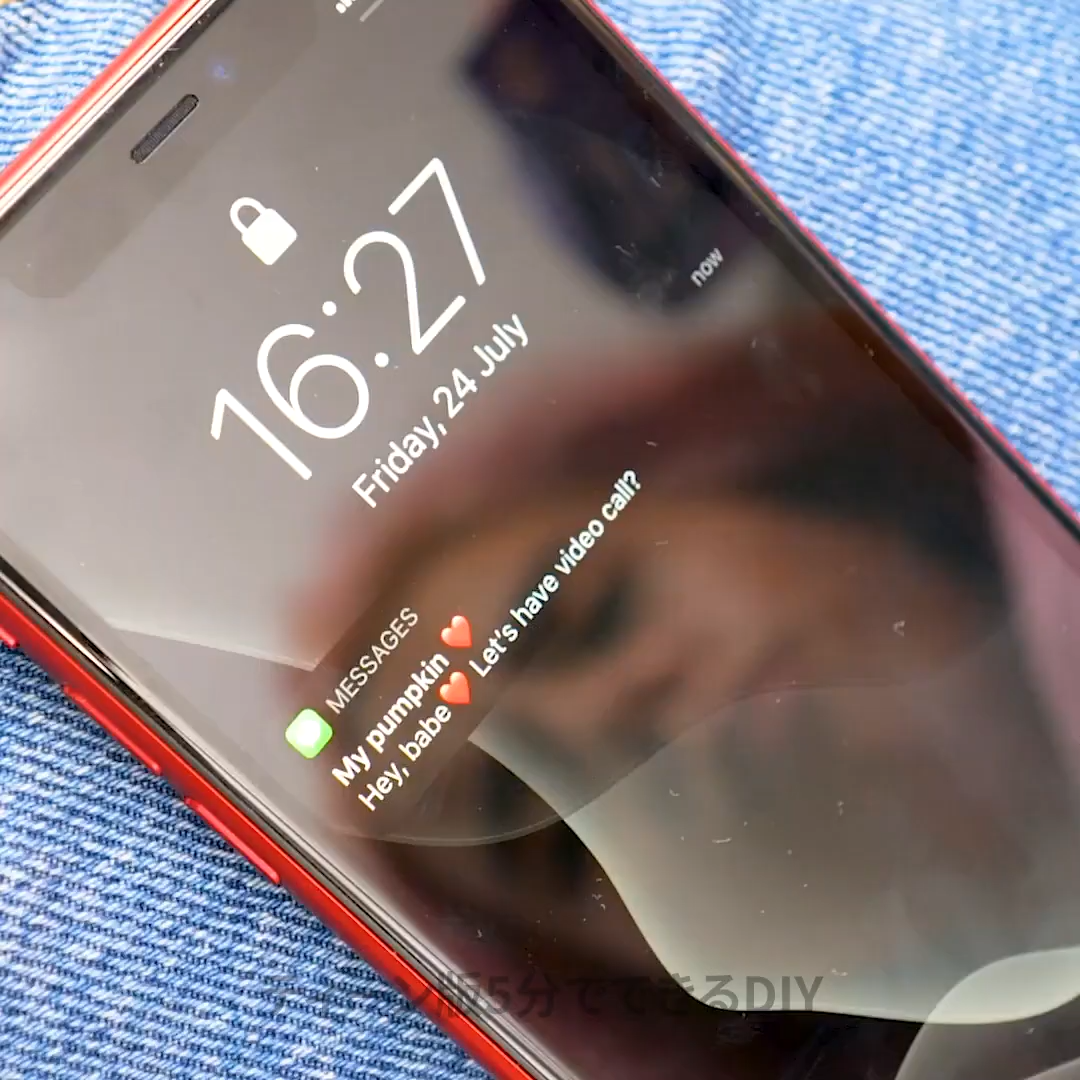 16:27
Friday, 24 July
MESSAGES
now
My pumpkin ❤️
Hey, babe❤️ Let's have video call?
版5分でできるDIY